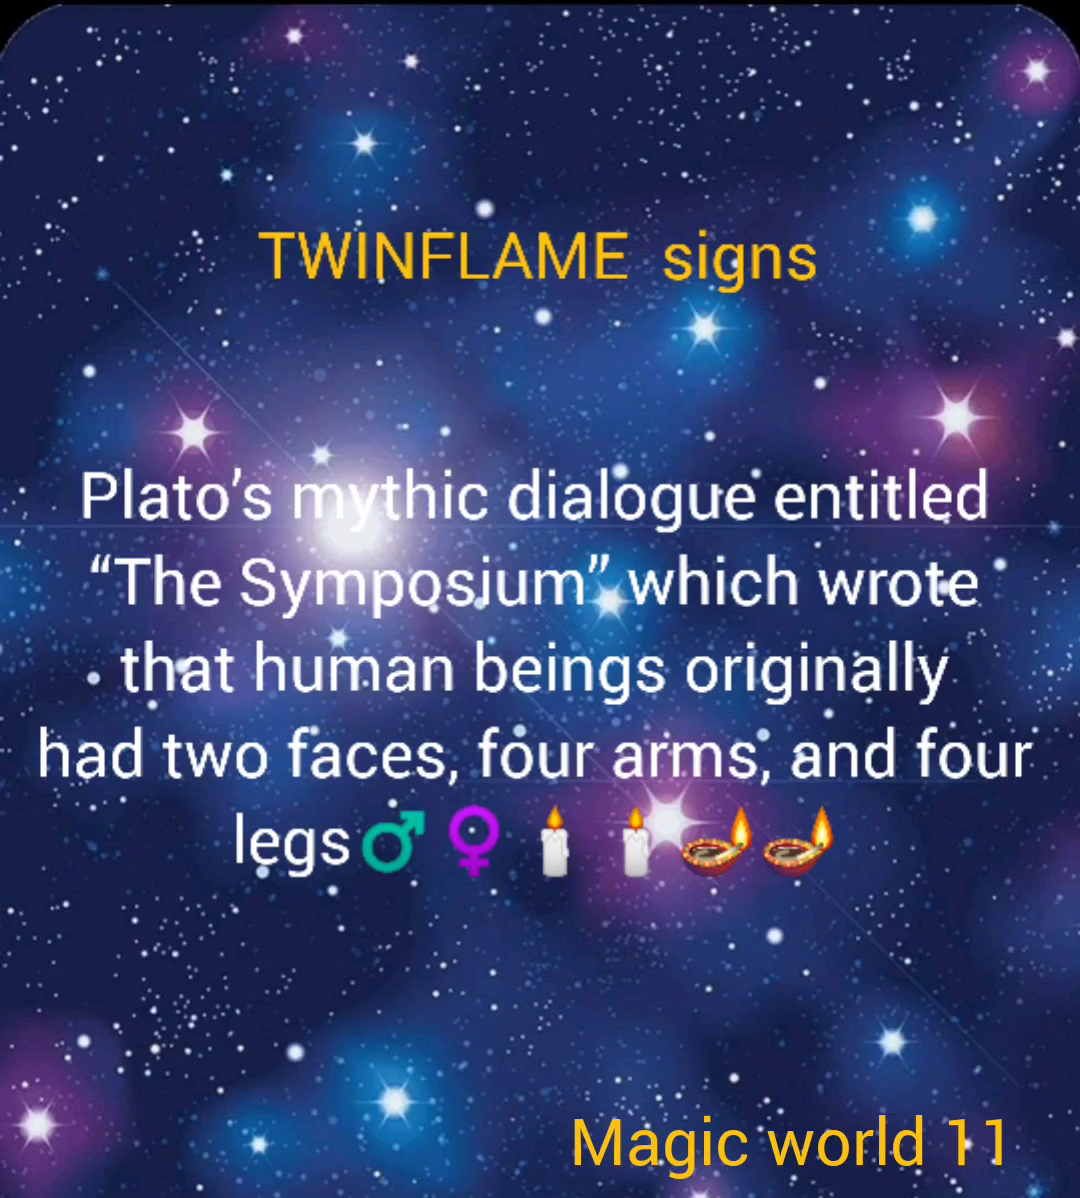 TWINFLAME signs
Plato’s mythic dialogue entitled
“The Symposium” which wrote
that human beings originally
had two faces, four arms, and four
legs♂♀🕯🕯🪔🪔
Magic world 11